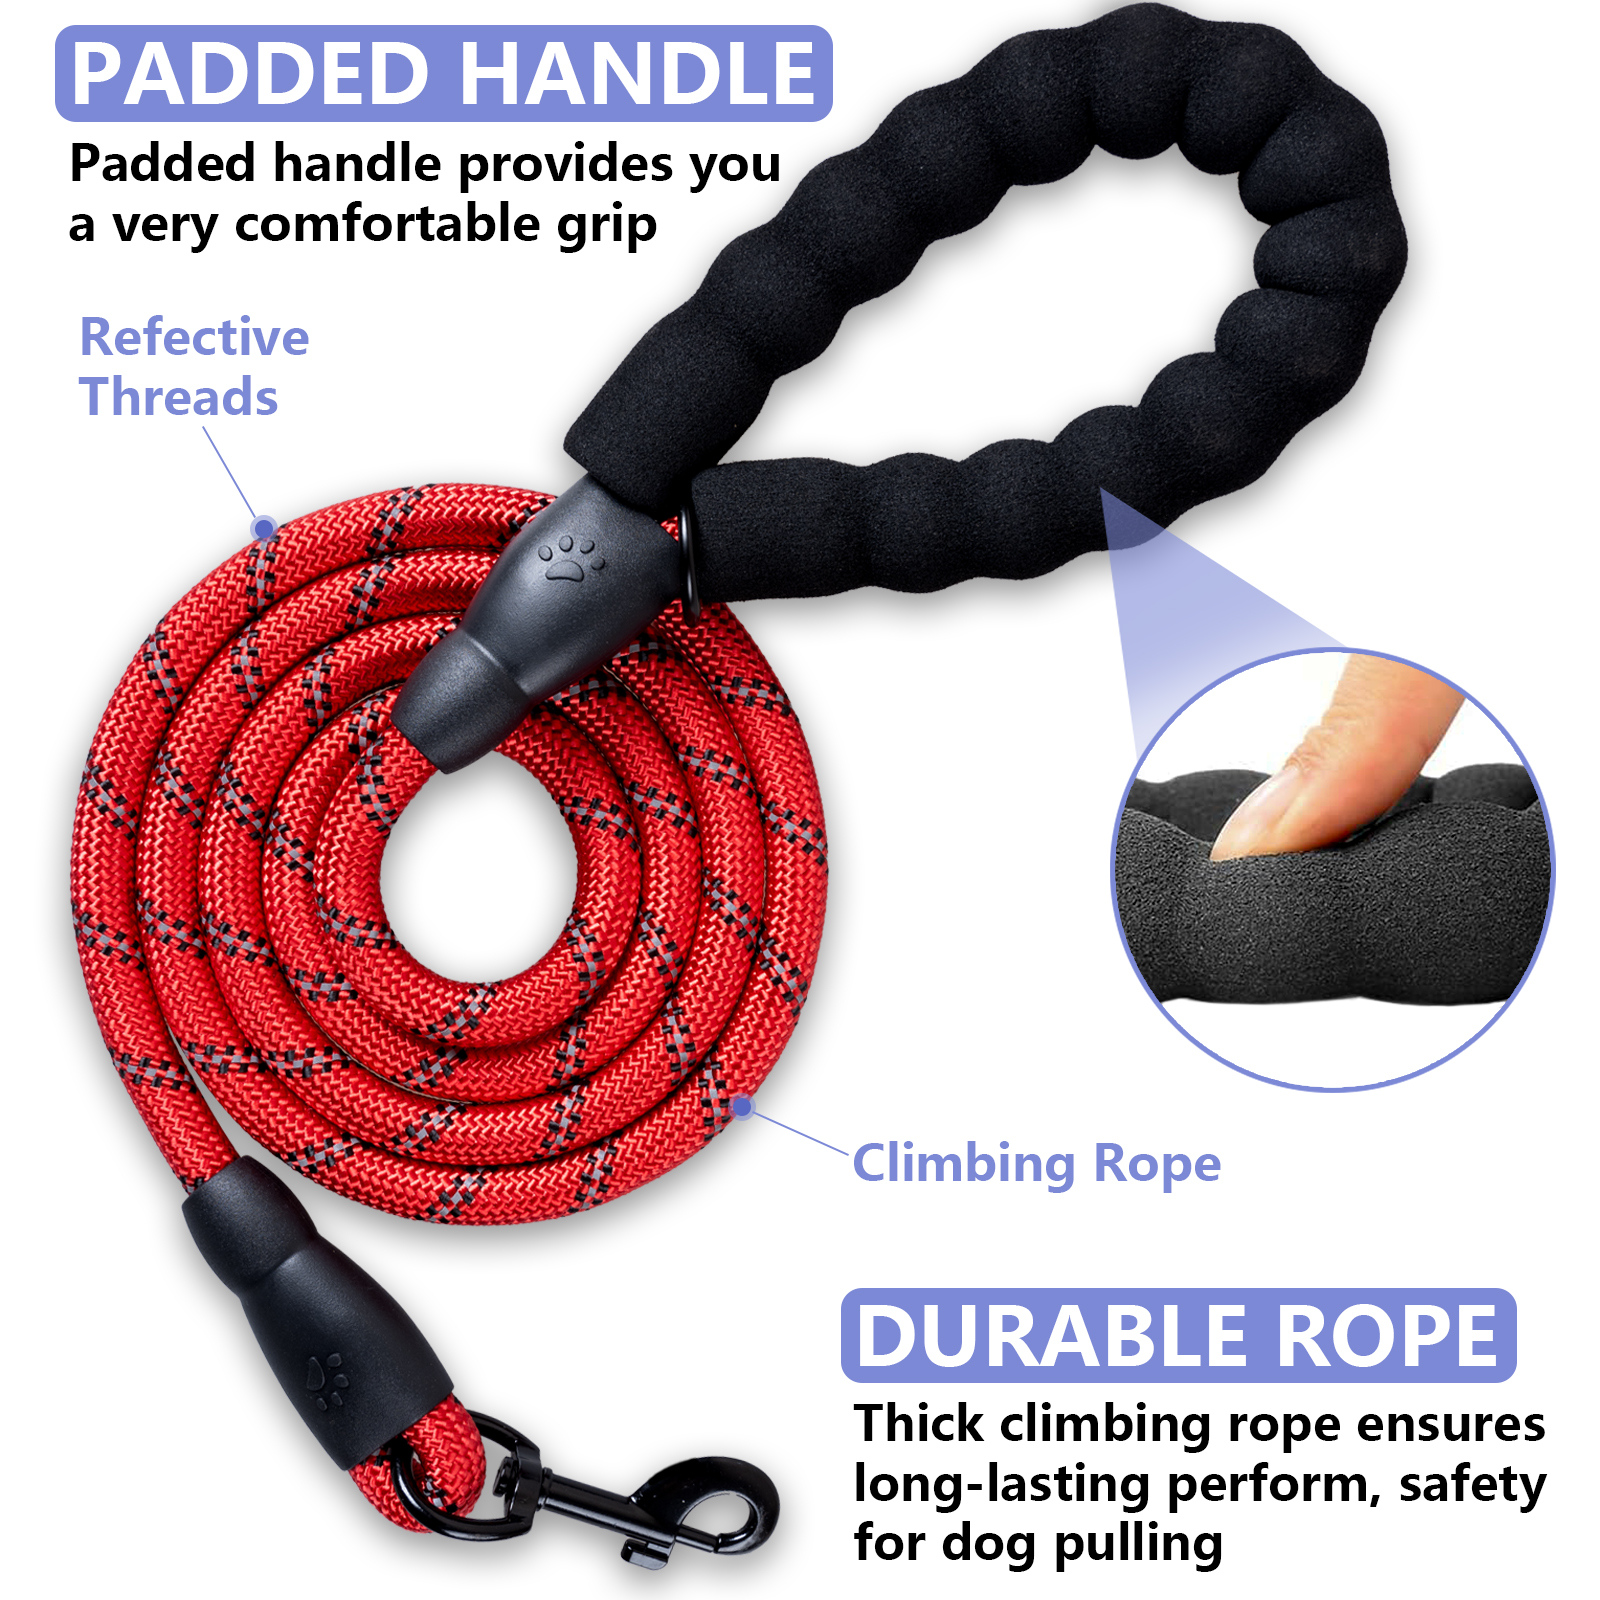 PADDED HANDLE
Padded handle provides you
a very comfortable grip
Refective
Threads
Climbing Rope
DURABLE ROPE
Thick climbing rope ensures
long-lasting perform, safety
for dog pulling